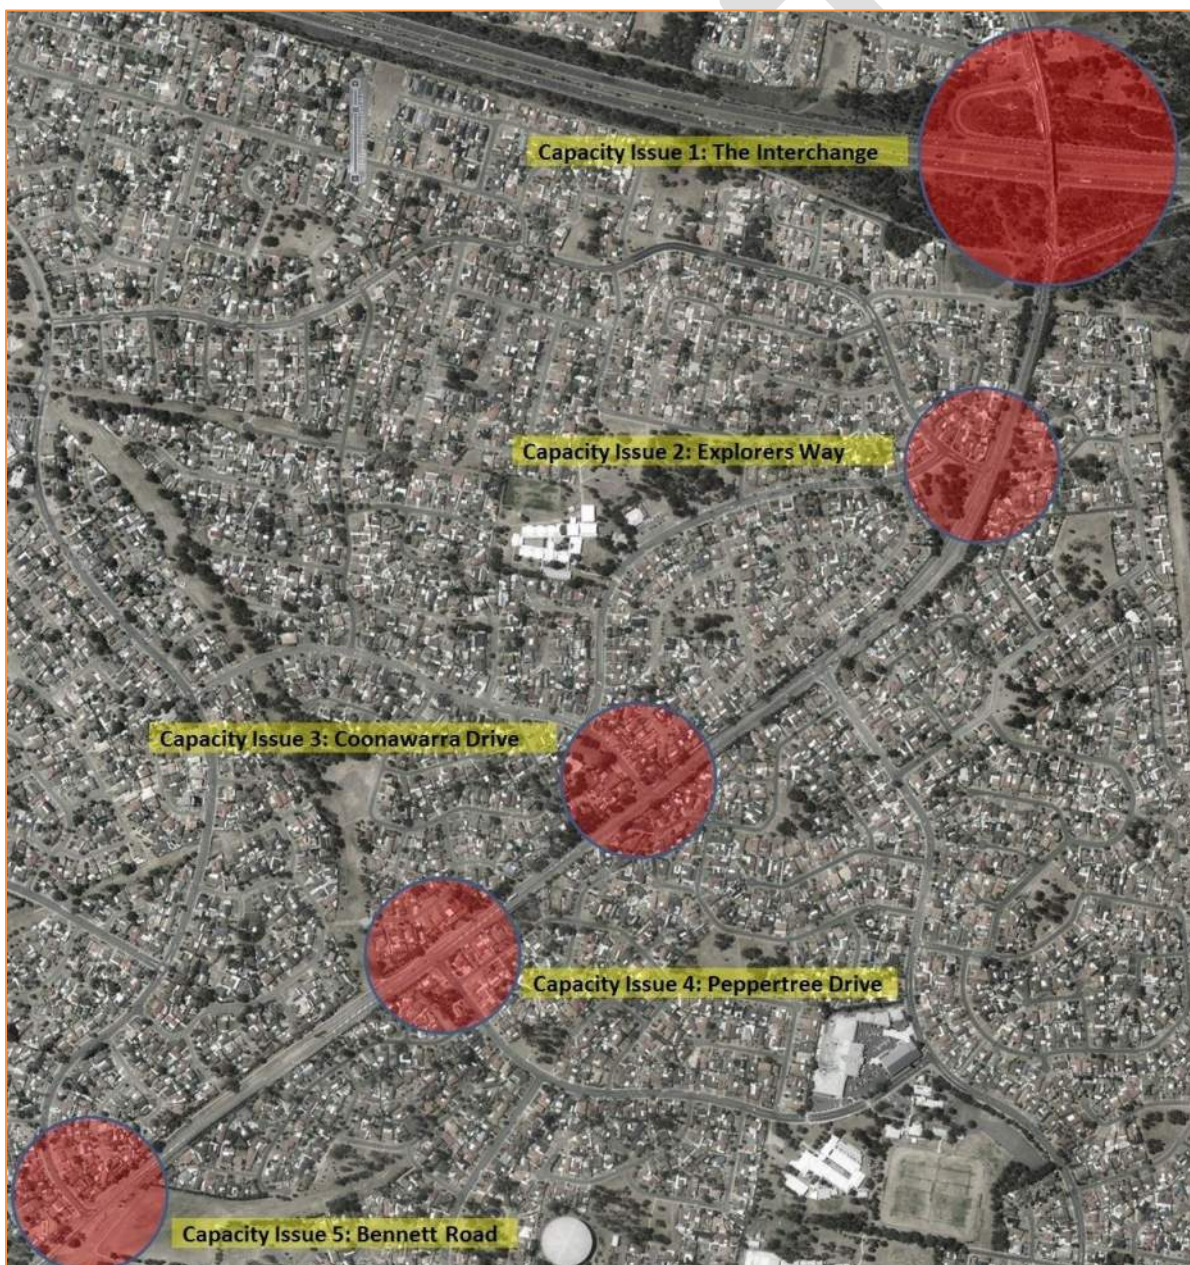 Capacity Issue 1: The Interchange
Capacity Issue 2: Explorers Way
Capacity Issue 3: Coonawarra Drive
Capacity Issue 4: Peppertree Drive
Capacity Issue 5: Bennett Road